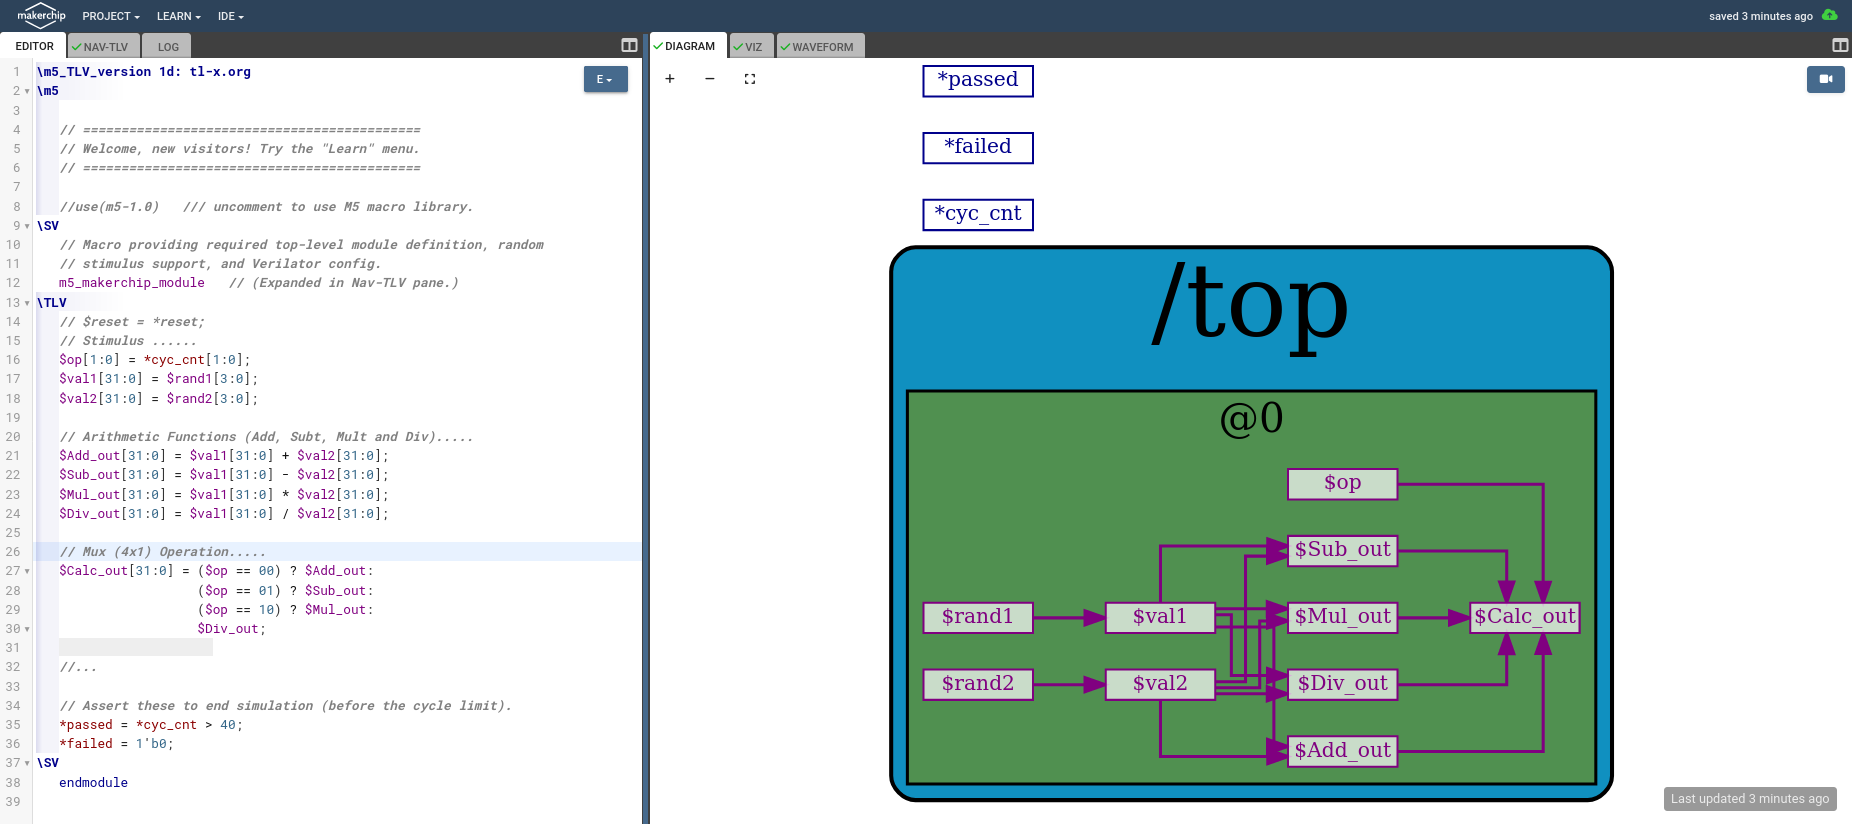 makerchip PROJECT LEARN IDE saved 3 minutes ago
EDITOR NAV-TLV LOG
1 \m5_TLV_version 1d: tl-x.org
2 \m5
3
4 // ============================================
5 // Welcome, new visitors! Try the "Learn" menu.
6 // ============================================
7
8 //use(m5-1.0) /// uncomment to use M5 macro library.
9 \SV
10 // Macro providing required top-level module definition, random
11 // stimulus support, and Verilator config.
12 m5_makerchip_module // (Expanded in Nav-TLV pane.)
13 \TLV
14 // $reset = *reset;
15 // Stimulus ......
16 $op[1:0] = *cyc_cnt[1:0];
17 $val1[31:0] = $rand1[3:0];
18 $val2[31:0] = $rand2[3:0];
19
20 // Arithmetic Functions (Add, Subt, Mult and Div).....
21 $Add_out[31:0] = $val1[31:0] + $val2[31:0];
22 $Sub_out[31:0] = $val1[31:0] - $val2[31:0];
23 $Mul_out[31:0] = $val1[31:0] * $val2[31:0];
24 $Div_out[31:0] = $val1[31:0] / $val2[31:0];
25
26 // Mux (4x1) Operation.....
27 $Calc_out[31:0] = ($op == 00) ? $Add_out:
28 ($op == 01) ? $Sub_out:
29 ($op == 10) ? $Mul_out:
30 $Div_out;
31
32 //...
33
34 // Assert these to end simulation (before the cycle limit).
35 *passed = *cyc_cnt > 40;
36 *failed = 1'b0;
37 \SV
38 endmodule
39
E
DIAGRAM VIZ WAVEFORM
*passed
*failed
*cyc_cnt
/top
@0
$op
$Sub_out
$rand1 $val1 $Mul_out $Calc_out
$rand2 $val2 $Div_out
$Add_out
Last updated 3 minutes ago